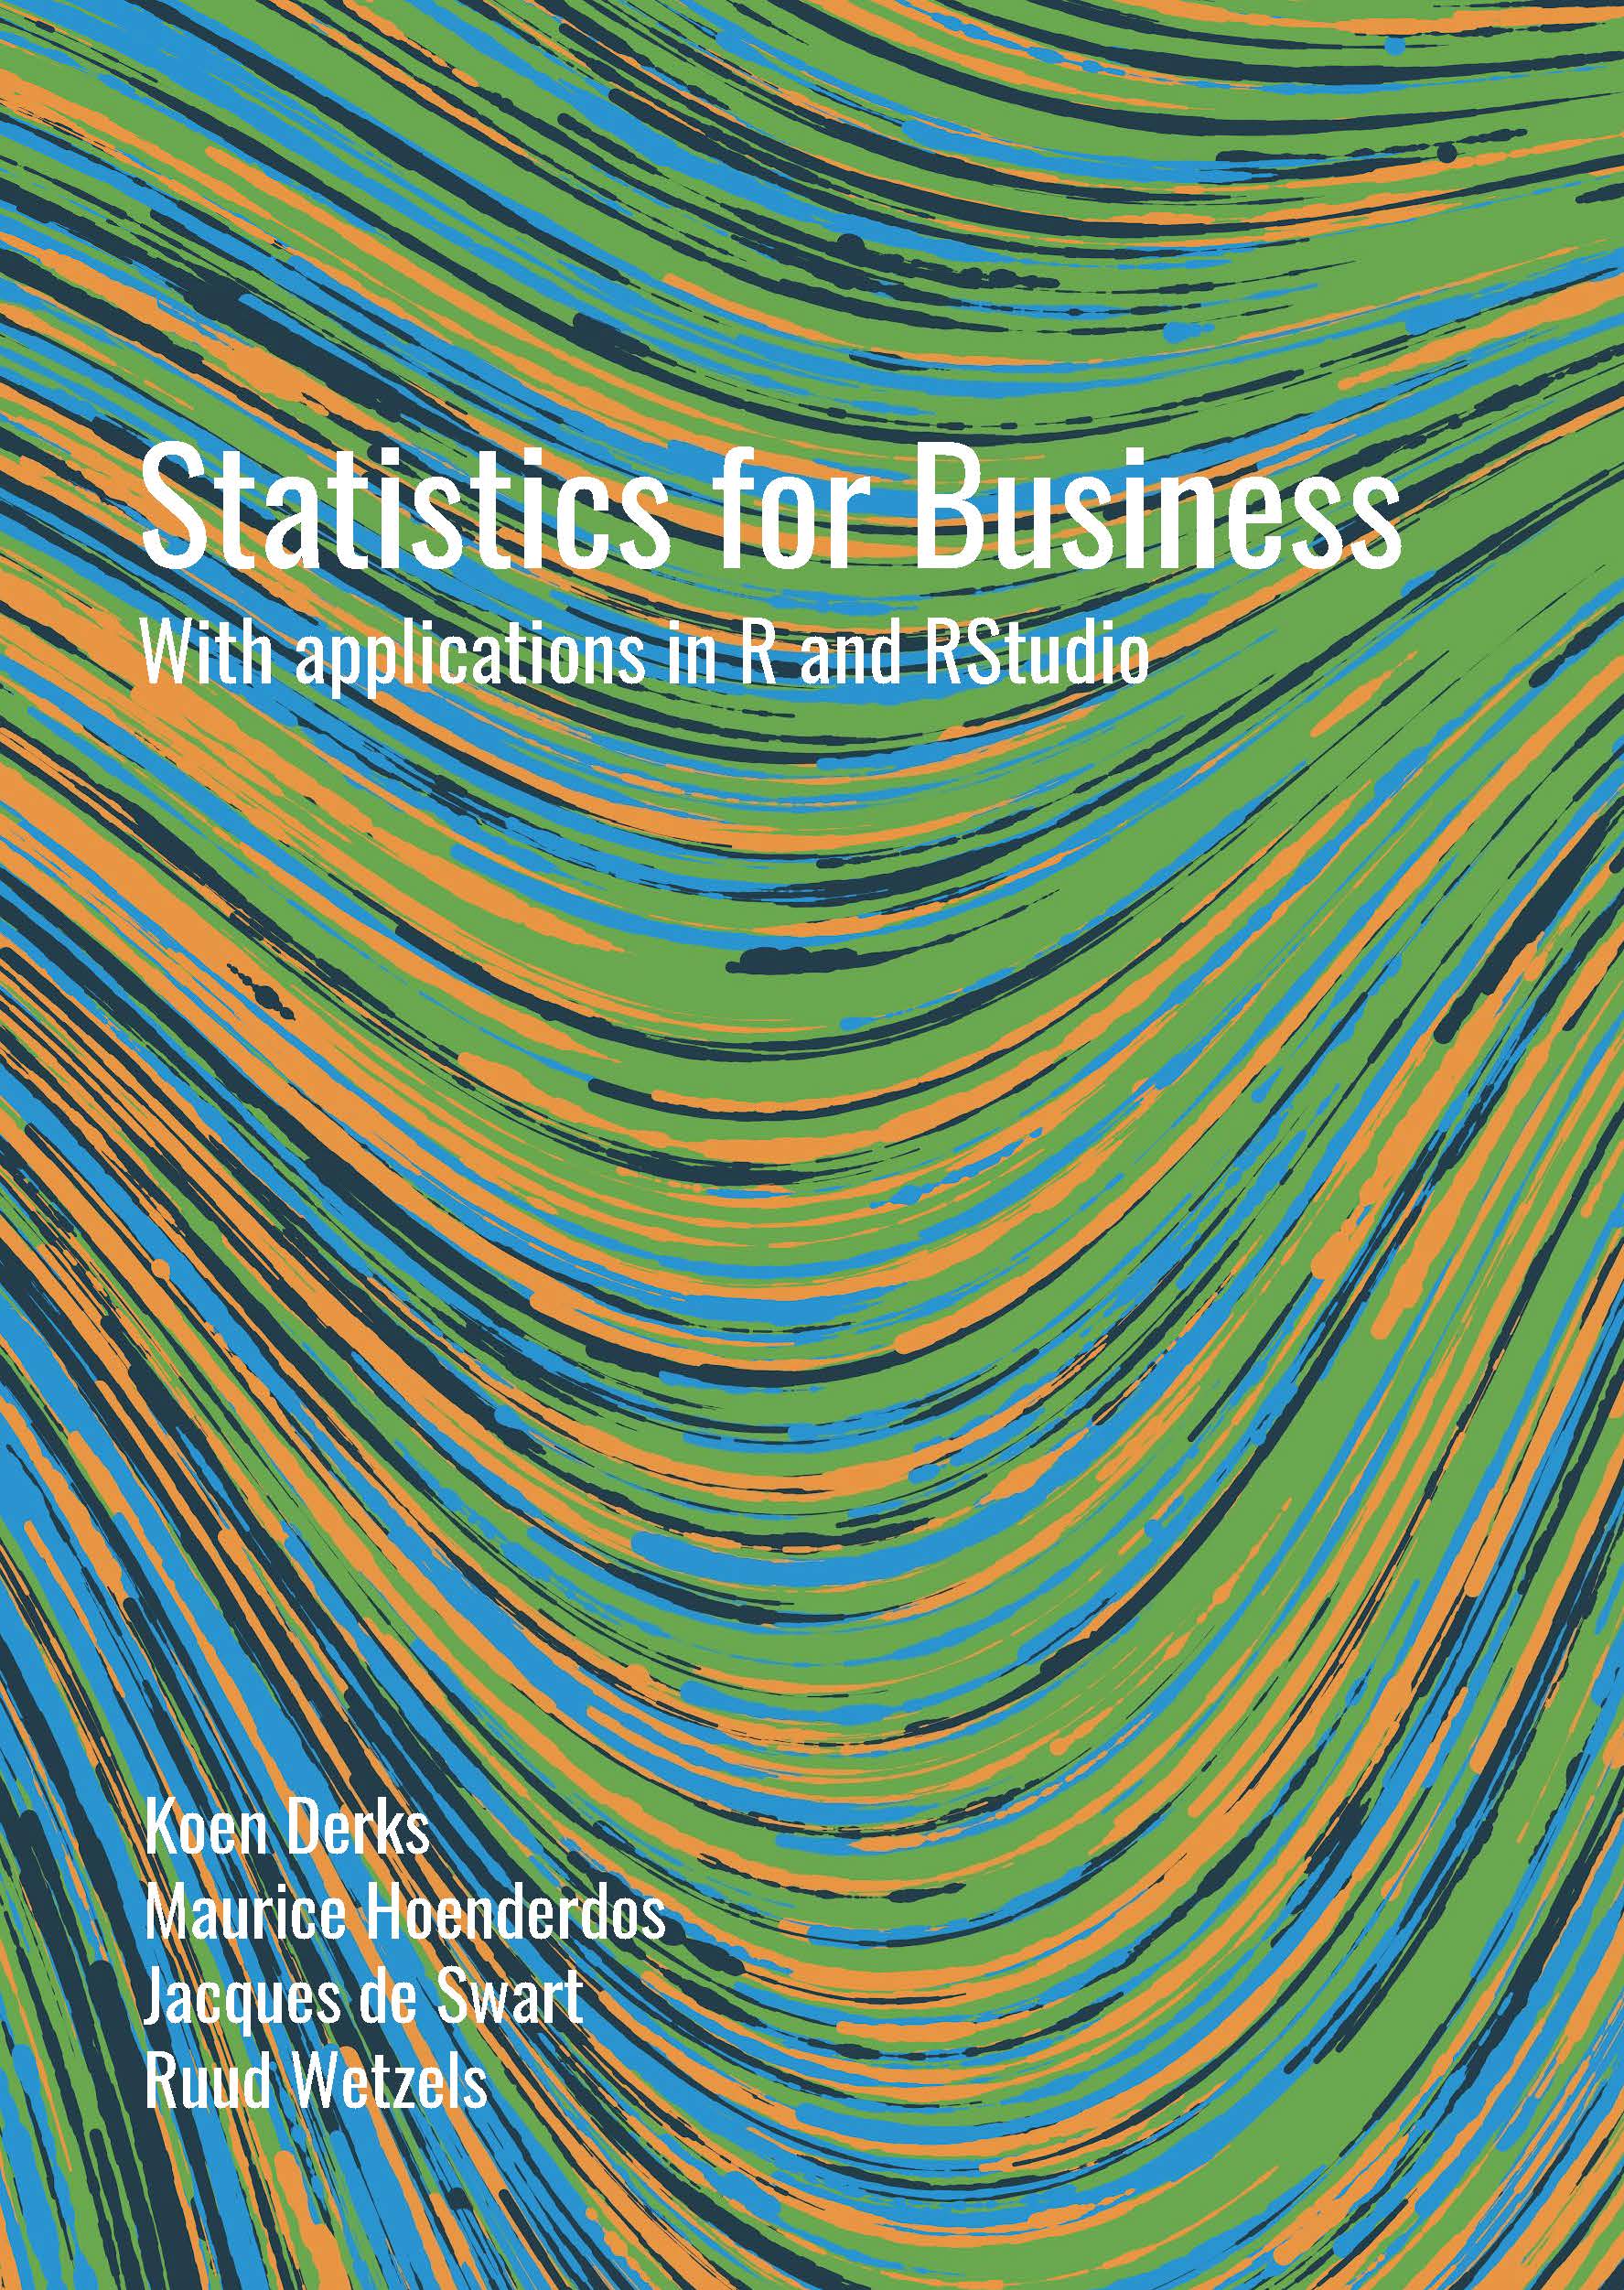 Statistics for Business
With applications in R and RStudio
Koen Derks
Maurice Hoenderdos
Jacques de Swart
Ruud Wetzels